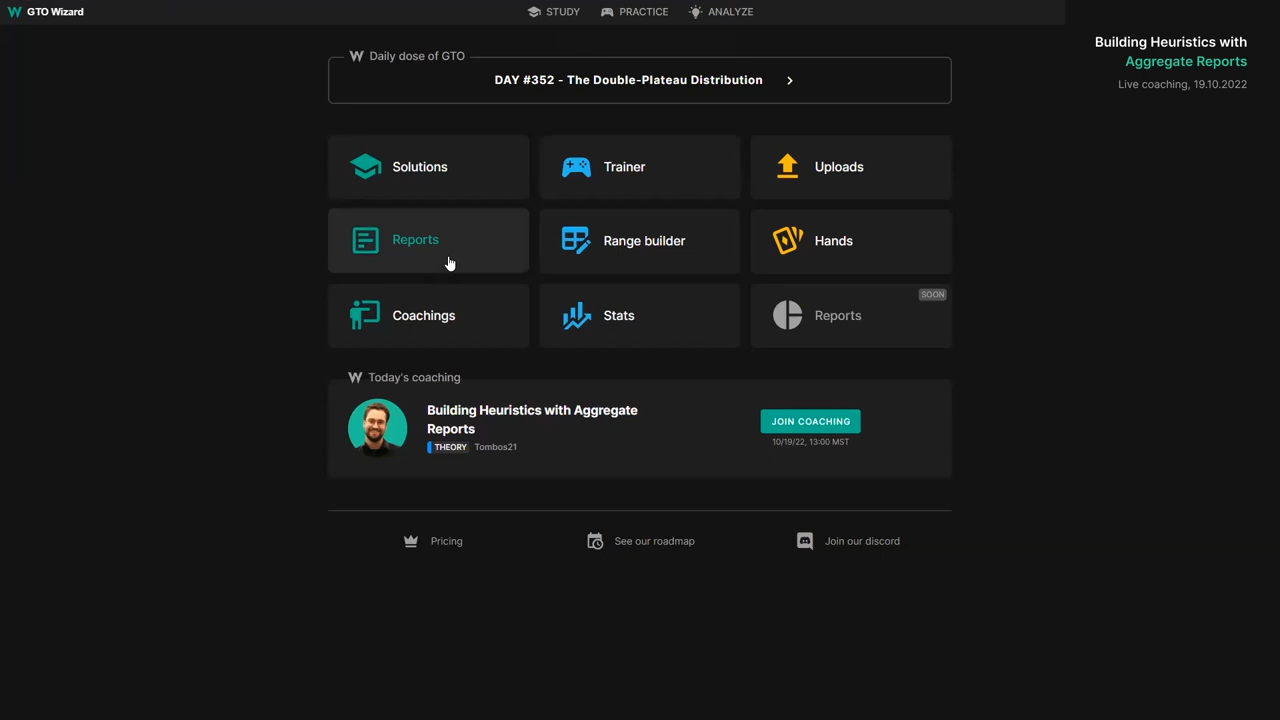 GTO Wizard
STUDY
PRACTICE
ANALYZE
Building Heuristics with
Aggregate Reports
Live coaching, 19.10.2022
Daily dose of GTO
DAY #352 - The Double-Plateau Distribution
Solutions
Trainer
Uploads
Reports
Range builder
Hands
Coachings
Stats
SOON
Reports
Today's coaching
Building Heuristics with Aggregate
Reports
THEORY Tombos21
JOIN COACHING
10/19/22, 13:00 MST
Pricing
See our roadmap
Join our discord